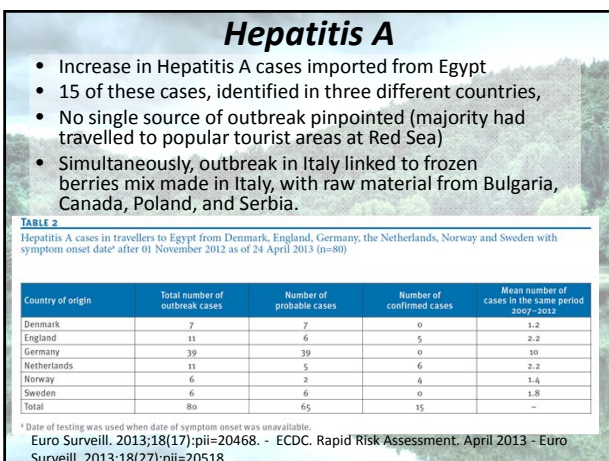 Hepatitis A
• Increase in Hepatitis A cases imported from Egypt
• 15 of these cases, identified in three different countries,
• No single source of outbreak pinpointed (majority had
travelled to popular tourist areas at Red Sea)
• Simultaneously, outbreak in Italy linked to frozen
berries mix made in Italy, with raw material from Bulgaria,
Canada, Poland, and Serbia.
TABLE 2
Hepatitis A cases in travellers to Egypt from Denmark, England, Germany, the Netherlands, Norway and Sweden with
symptom onset dateᵃ after 01 November 2012 as of 24 April 2013 (n=80)
Country of origin Total number of outbreak cases Number of probable cases Number of confirmed cases Mean number of cases in the same period 2007–2012
Denmark 7 7 0 1.2
England 11 6 5 2.2
Germany 39 39 0 10
Netherlands 11 5 6 2.2
Norway 6 2 4 1.4
Sweden 6 6 0 1.8
Total 80 65 15 –
ᵃ Date of testing was used when date of symptom onset was unavailable.
Euro Surveill. 2013;18(17):pii=20468. - ECDC. Rapid Risk Assessment. April 2013 - Euro
Surveill. 2013;18(27):pii=20518